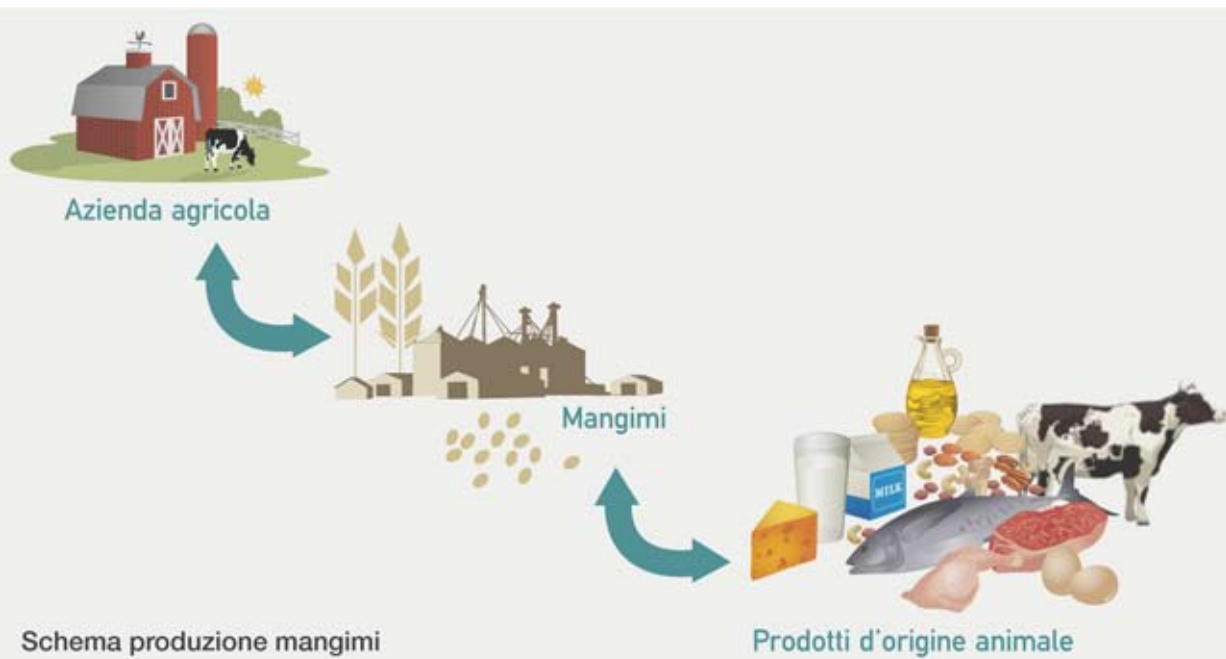 Azienda agricola
Mangimi
MILK
Schema produzione mangimi
Prodotti d'origine animale